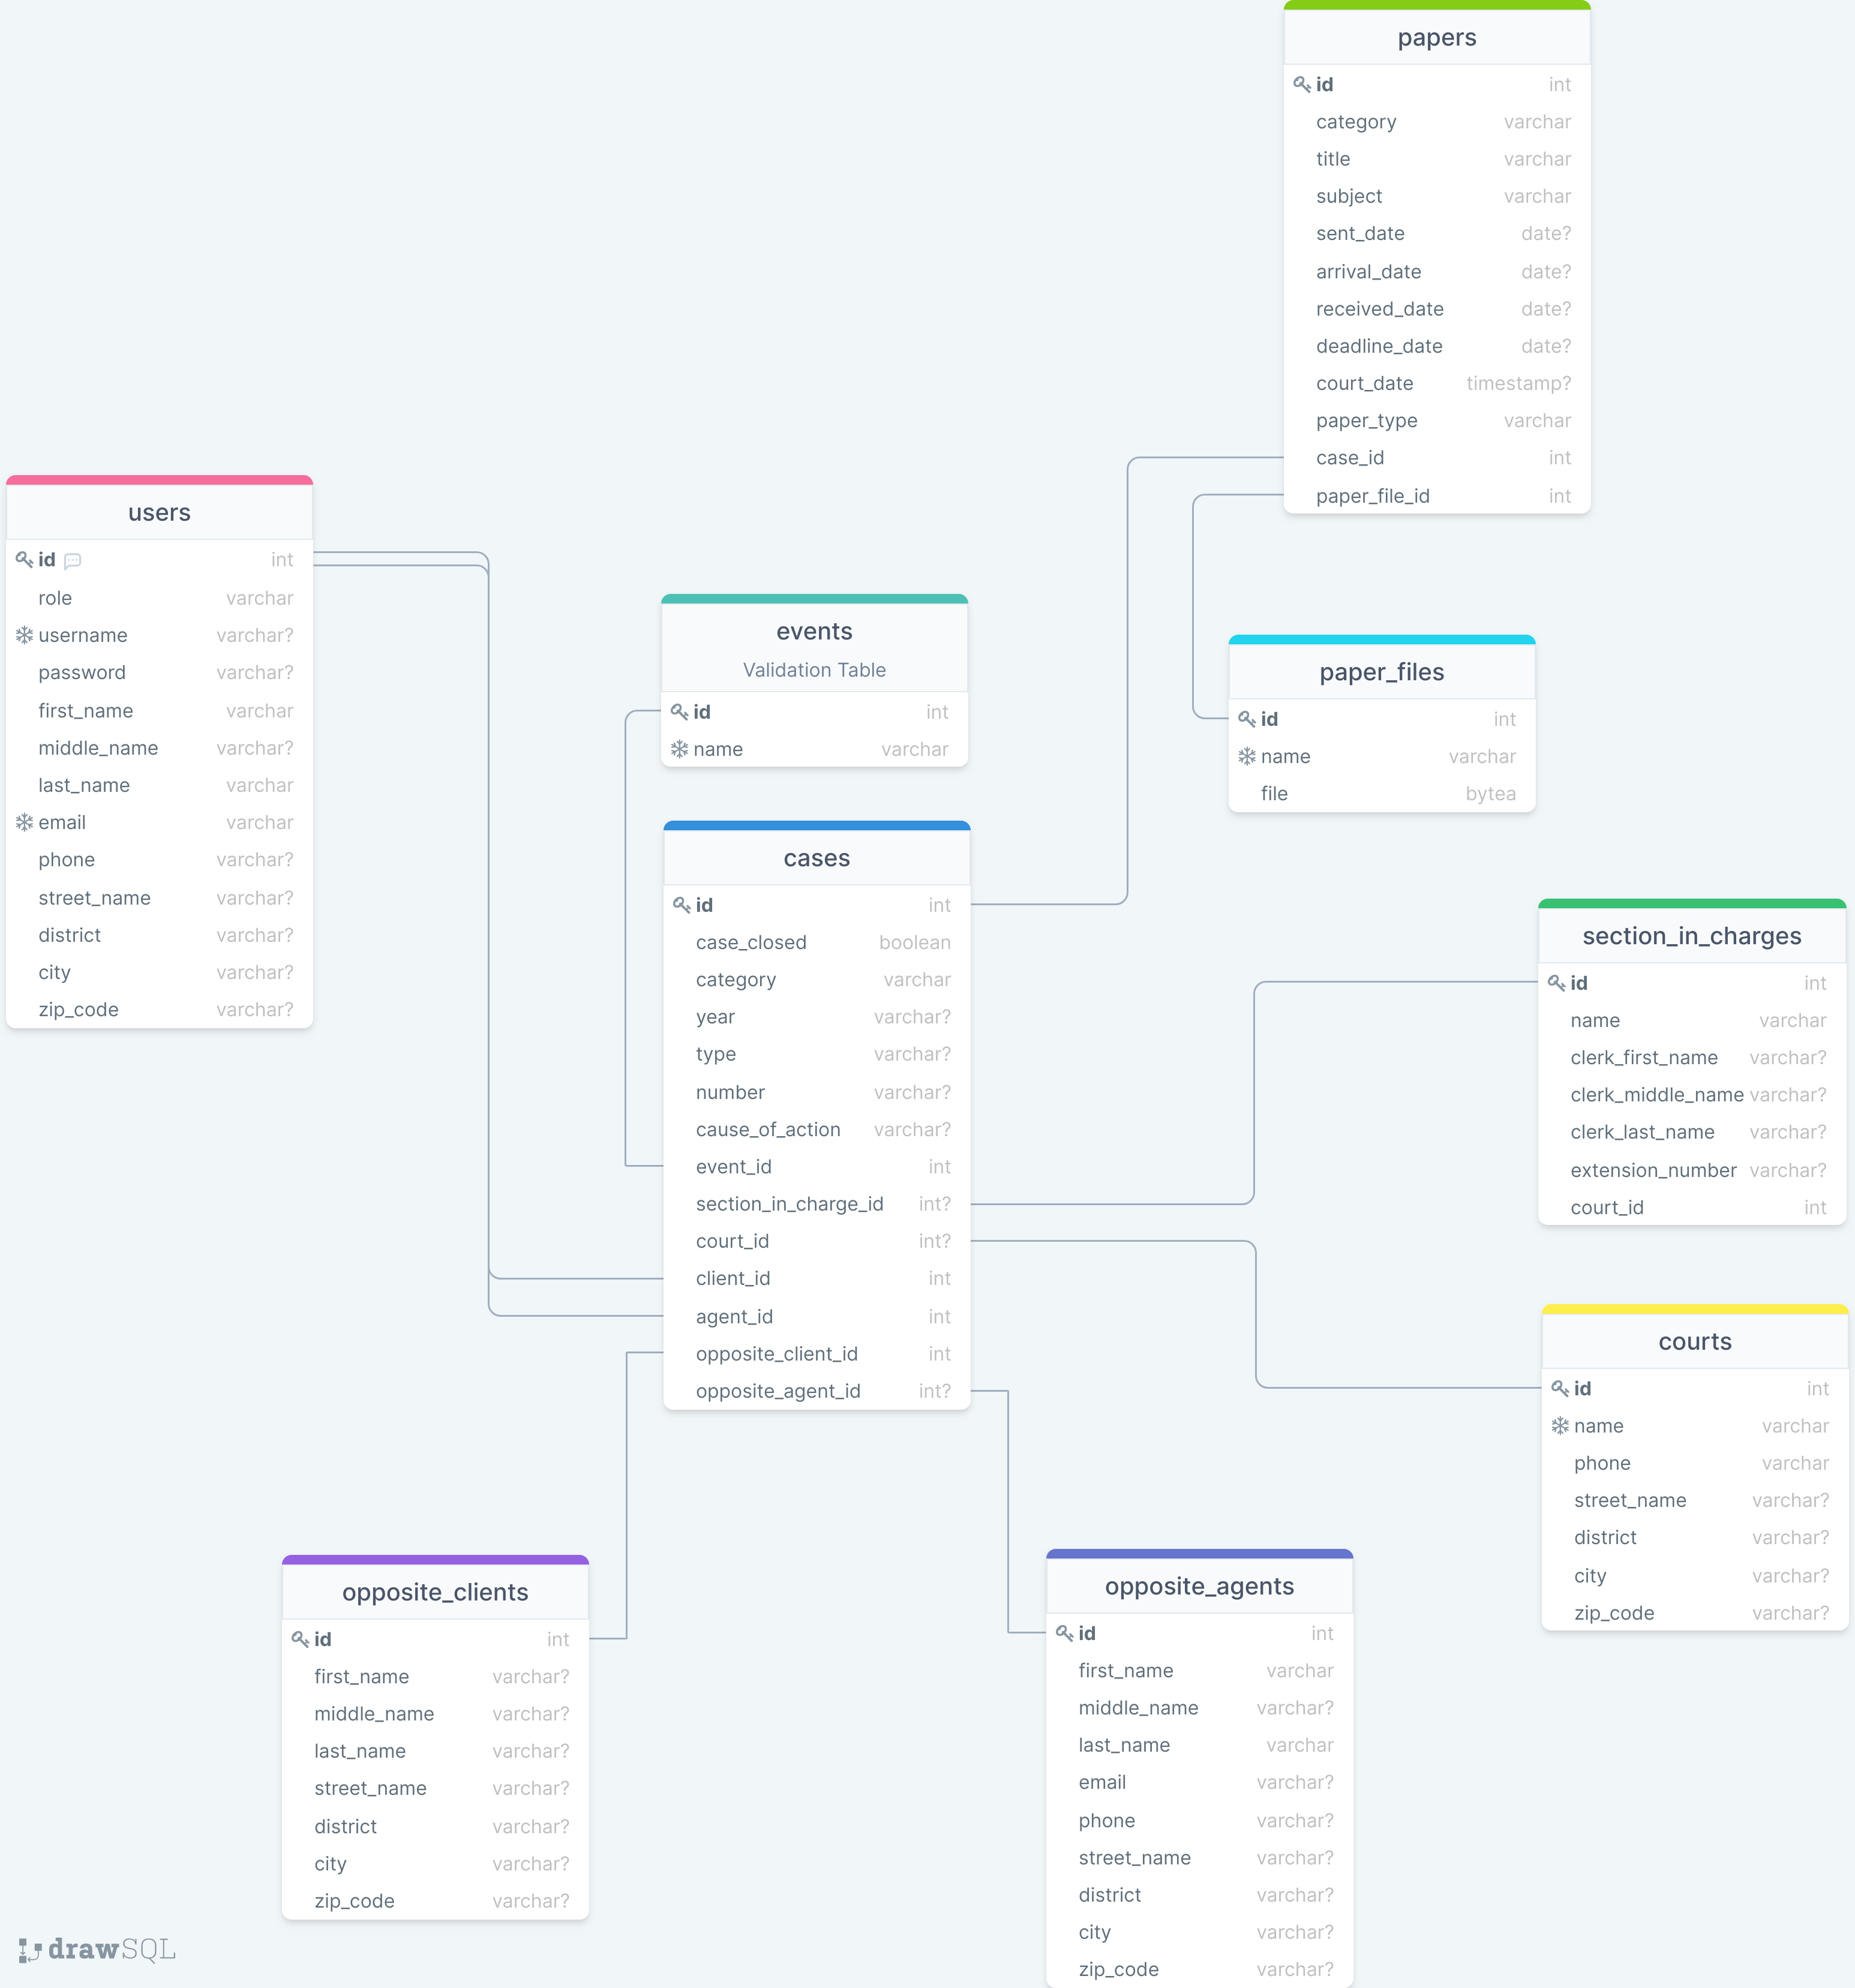 papers
id int
category varchar
title varchar
subject varchar
sent_date date?
arrival_date date?
received_date date?
deadline_date date?
court_date timestamp?
paper_type varchar
case_id int
paper_file_id int
users
id int
role varchar
username varchar?
password varchar?
first_name varchar
middle_name varchar?
last_name varchar
email varchar
phone varchar?
street_name varchar?
district varchar?
city varchar?
zip_code varchar?
events
Validation Table
id int
name varchar
paper_files
id int
name varchar
file bytea
cases
id int
case_closed boolean
category varchar
year varchar?
type varchar?
number varchar?
cause_of_action varchar?
event_id int
section_in_charge_id int?
court_id int?
client_id int
agent_id int
opposite_client_id int
opposite_agent_id int?
section_in_charges
id int
name varchar
clerk_first_name varchar?
clerk_middle_name varchar?
clerk_last_name varchar?
extension_number varchar?
court_id int
courts
id int
name varchar
phone varchar
street_name varchar?
district varchar?
city varchar?
zip_code varchar?
opposite_clients
id int
first_name varchar?
middle_name varchar?
last_name varchar?
street_name varchar?
district varchar?
city varchar?
zip_code varchar?
opposite_agents
id int
first_name varchar
middle_name varchar?
last_name varchar
email varchar?
phone varchar?
street_name varchar?
district varchar?
city varchar?
zip_code varchar?
drawSQL